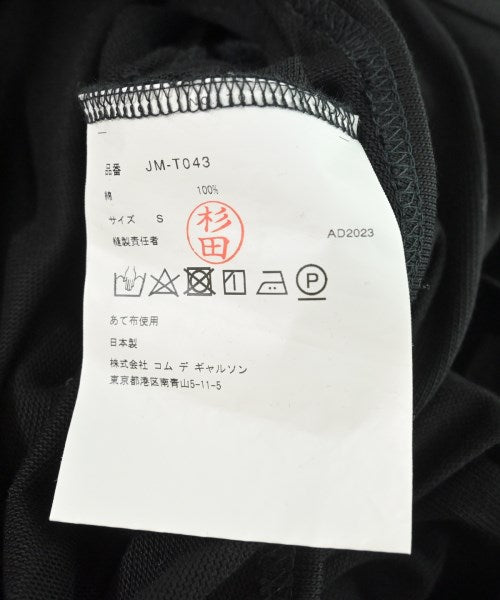 品番 JM-T043
綿 100%
サイズ S
縫製責任者 杉田 AD2023
P
あて布使用
日本製
株式会社 コム デ ギャルソン
東京都港区南青山5-11-5